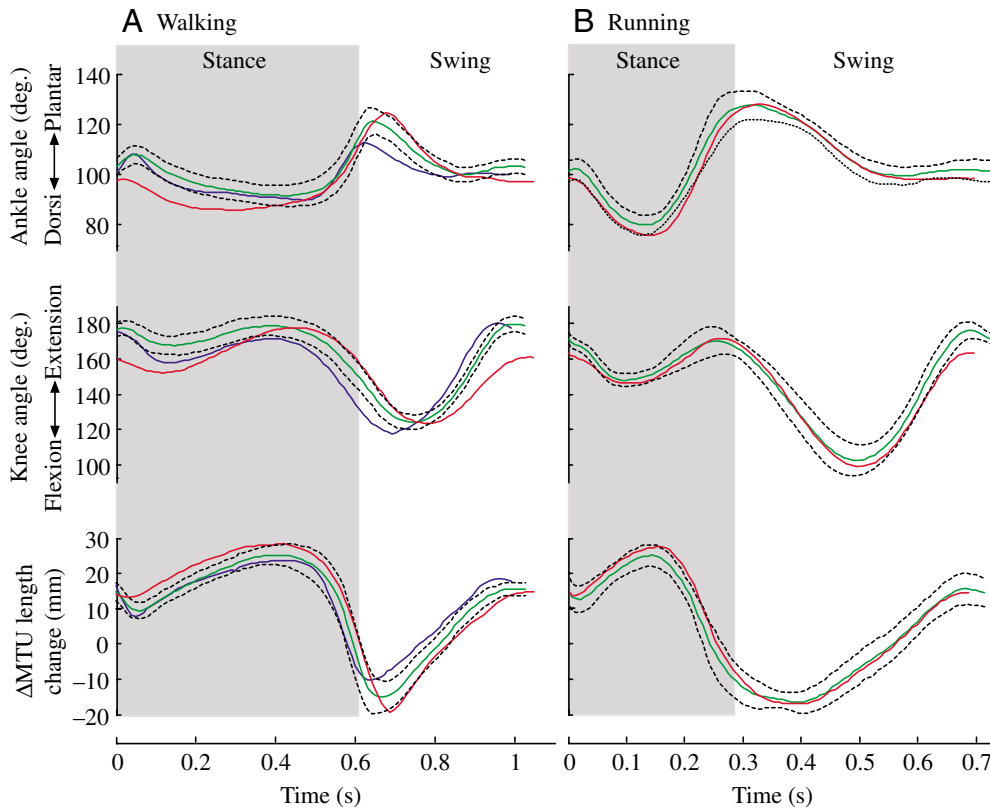 A Walking
B Running
Stance
Swing
Stance
Swing
Ankle angle (deg.)
Dorsi Plantar
140
120
100
80
Knee angle (deg.)
Flexion Extension
180
160
140
120
100
ΔMTU length
change (mm)
30
20
10
0
–10
–20
0 0.2 0.4 0.6 0.8 1
0 0.1 0.2 0.3 0.4 0.5 0.6 0.7
Time (s)
Time (s)